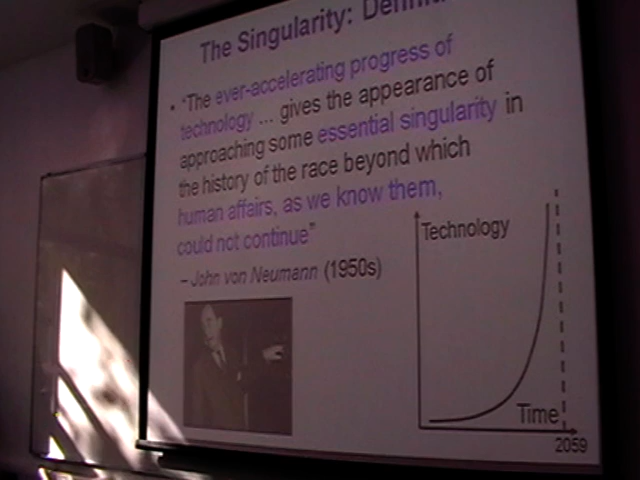 The Singularity: Definit
• "The ever-accelerating progress of
technology ... gives the appearance of
approaching some essential singularity in
the history of the race beyond which
human affairs, as we know them,
could not continue"
– John von Neumann (1950s)
Technology
Time
2059